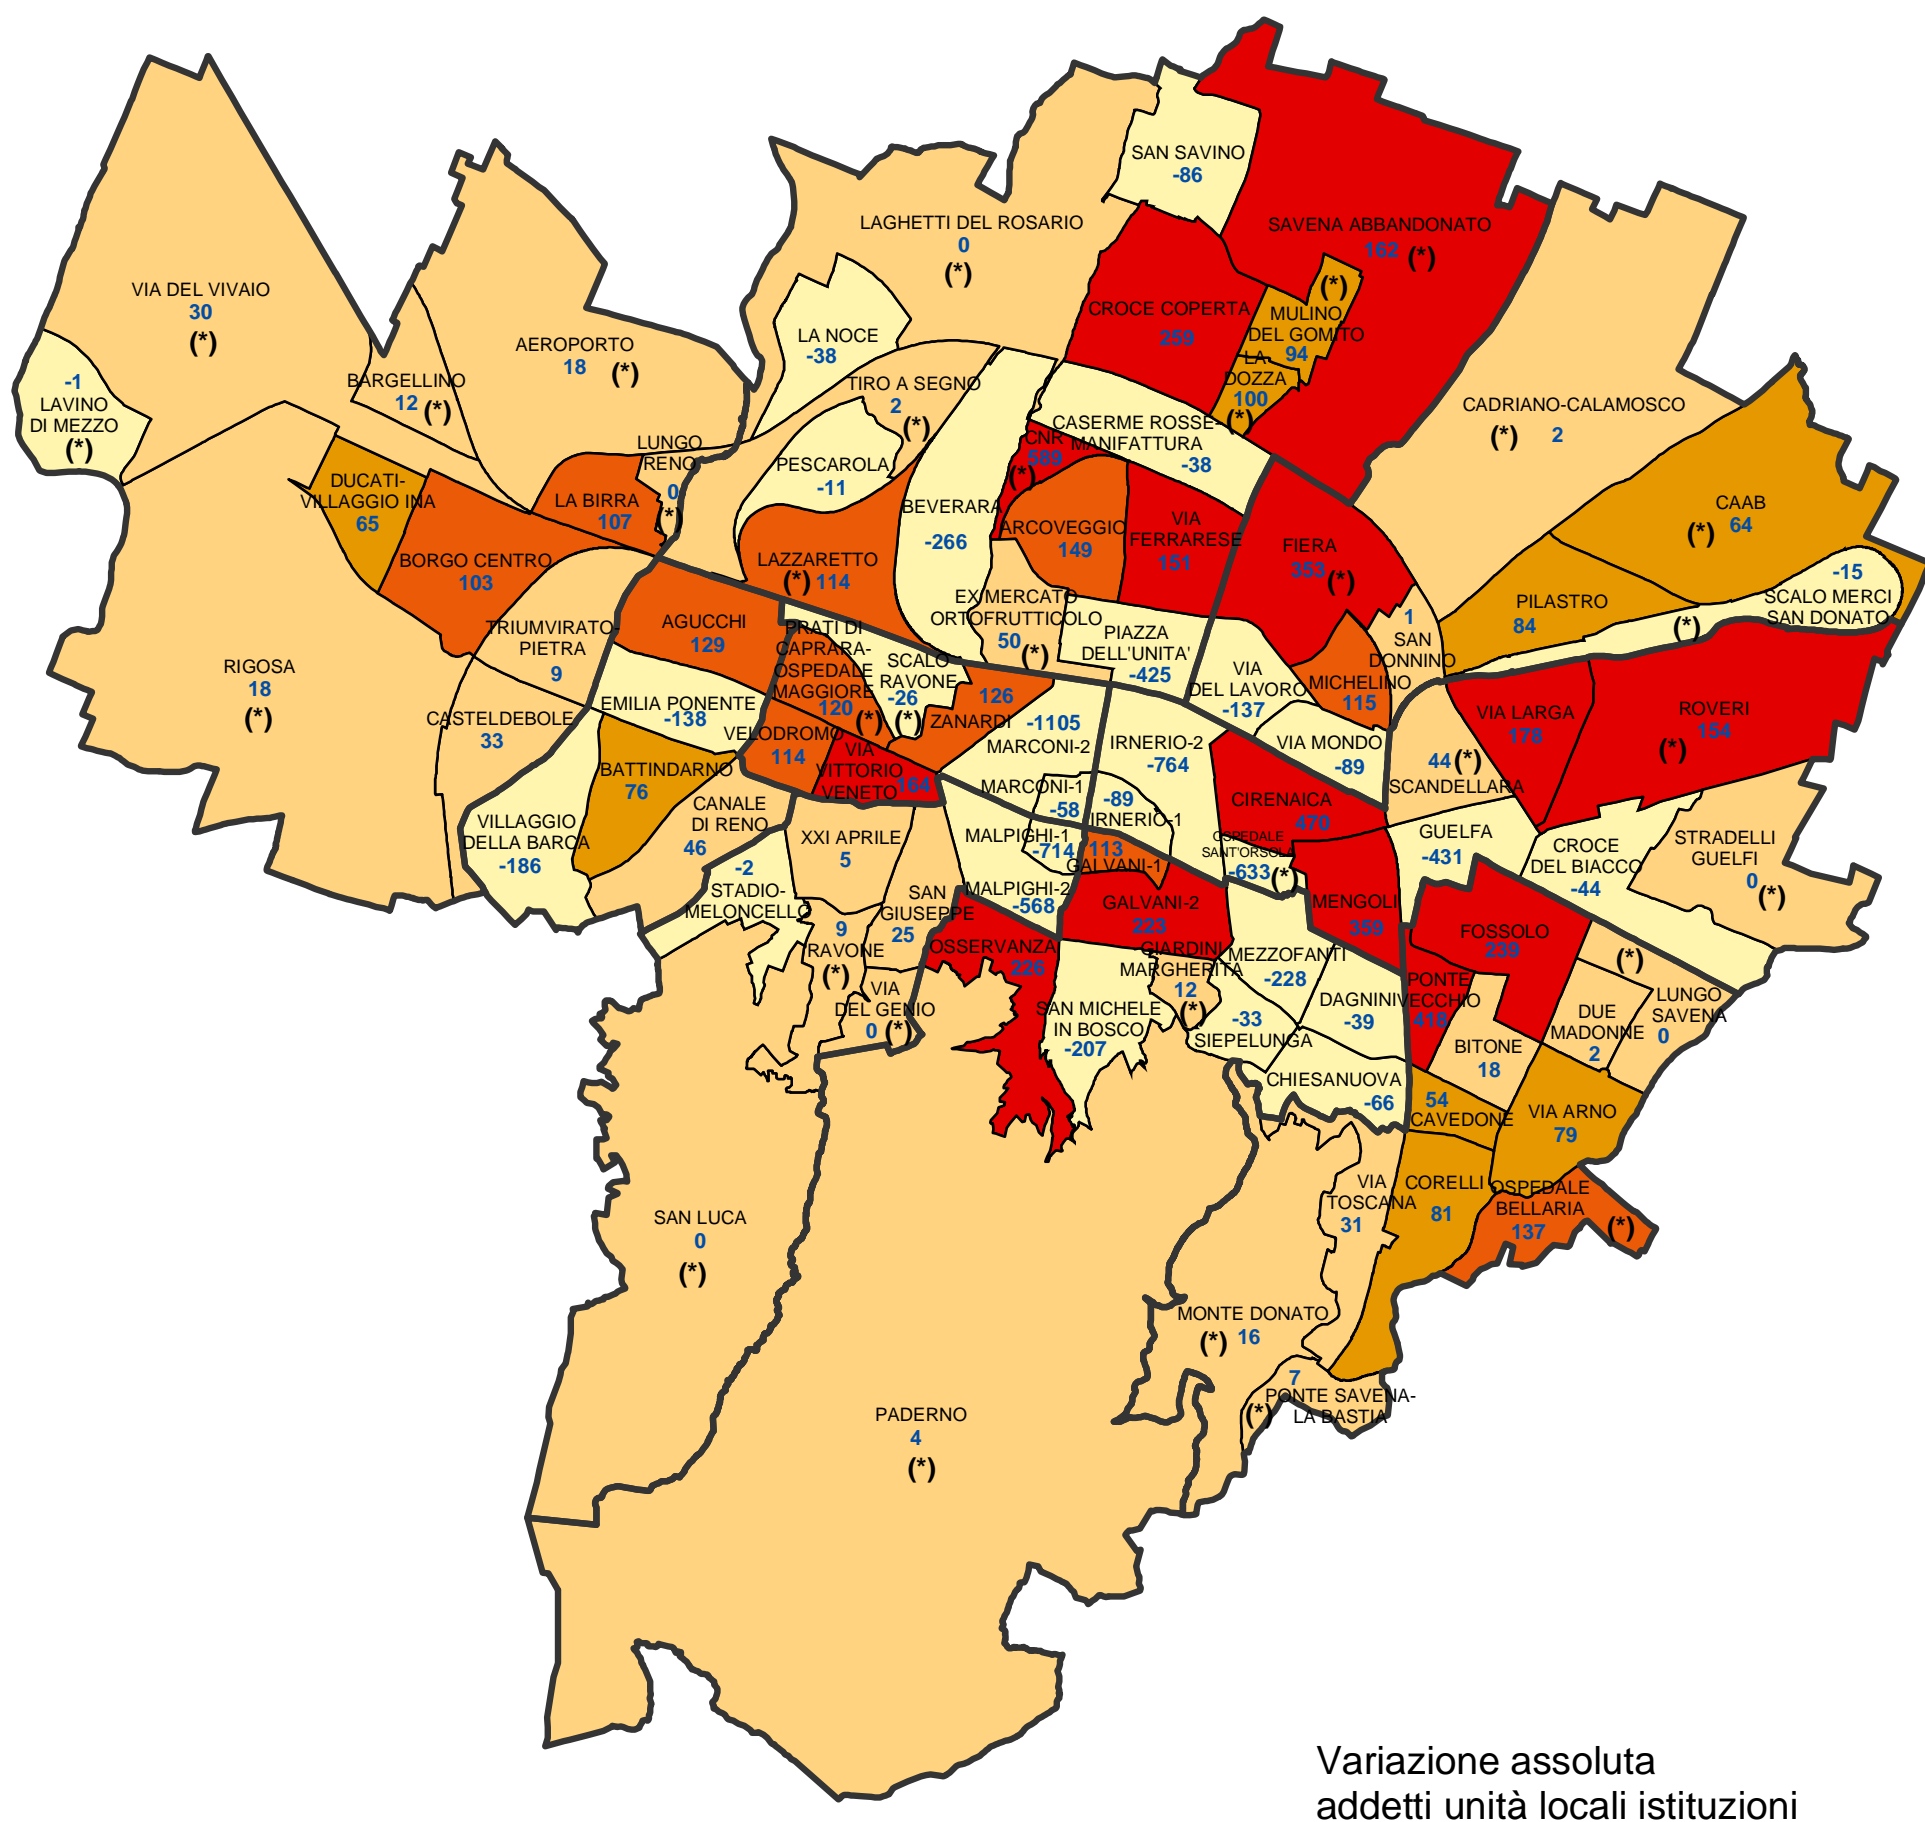 SAN SAVINO
-86
LAGHETTI DEL ROSARIO
0
(*)
SAVENA ABBANDONATO
162 (*)
VIA DEL VIVAIO
30
(*)
CROCE COPERTA
259
(*)
MULINO
DEL GOMITO
94
LA NOCE
-38
AEROPORTO
18 (*)
BARGELLINO
12 (*)
-1
LAVINO
DI MEZZO
(*)
TIRO A SEGNO
2
(*)
LA
DOZZA
100
(*)
CADRIANO-CALAMOSCO
(*) 2
CASERME ROSSE-
MANIFATTURA
-38
CNR
589
(*)
LUNGO
RENO
0
(*)
PESCAROLA
-11
DUCATI-
VILLAGGIO INA
65
LA BIRRA
107
BEVERARA
-266
ARCOVEGGIO
149
VIA
FERRARESE
151
FIERA
353 (*)
CAAB
(*) 64
BORGO CENTRO
103
LAZZARETTO
(*) 114
-15
SCALO MERCI
SAN DONATO
(*)
PILASTRO
84
EX MERCATO
ORTOFRUTTICOLO
50 (*)
PIAZZA
DELL'UNITA'
-425
1
SAN
DONNINO
TRIUMVIRATO-
PIETRA
9
AGUCCHI
129
PRATI DI
CAPRARA-
OSPEDALE
MAGGIORE
120 (*)
SCALO
RAVONE
-26
(*)
RIGOSA
18
(*)
VIA
DEL LAVORO
-137
MICHELINO
115
EMILIA PONENTE
-138
126
ZANARDI
CASTELDEBOLE
33
VELODROMO
114
-1105
MARCONI-2
IRNERIO-2
-764
VIA MONDO
-89
VIA LARGA
178
ROVERI
154
(*)
VIA
VITTORIO
VENETO 164
BATTINDARNO
76
44 (*)
SCANDELLARA
MARCONI-1
-58
-89
IRNERIO-1
CIRENAICA
470
CANALE
DI RENO
46
VILLAGGIO
DELLA BARCA
-186
XXI APRILE
5
MALPIGHI-1
-714
113
GALVANI-1
OSPEDALE
SANT'ORSOLA
-633 (*)
GUELFA
-431
CROCE
DEL BIACCO
-44
STRADELLI
GUELFI
0
(*)
-2
STADIO-
MELONCELLO
SAN
GIUSEPPE
25
MALPIGHI-2
-568
GALVANI-2
223
MENGOLI
359
9
RAVONE
(*)
OSSERVANZA
226
FOSSOLO
239
GIARDINI
MARGHERITA
12
(*)
MEZZOFANTI
-228
(*)
VIA
DEL GENIO
0 (*)
SAN MICHELE
IN BOSCO
-207
-33
SIEPELUNGA
DAGNINI
-39
PONTE
VECCHIO
418
LUNGO
SAVENA
0
DUE
MADONNE
2
BITONE
18
CHIESANUOVA
-66
54
CAVEDONE
VIA ARNO
79
VIA
TOSCANA
31
CORELLI
81
OSPEDALE
BELLARIA
137
(*)
SAN LUCA
0
(*)
MONTE DONATO
(*) 16
7
PONTE SAVENA-
LA BASTIA
(*)
PADERNO
4
(*)
Variazione assoluta
addetti unità locali istituzioni